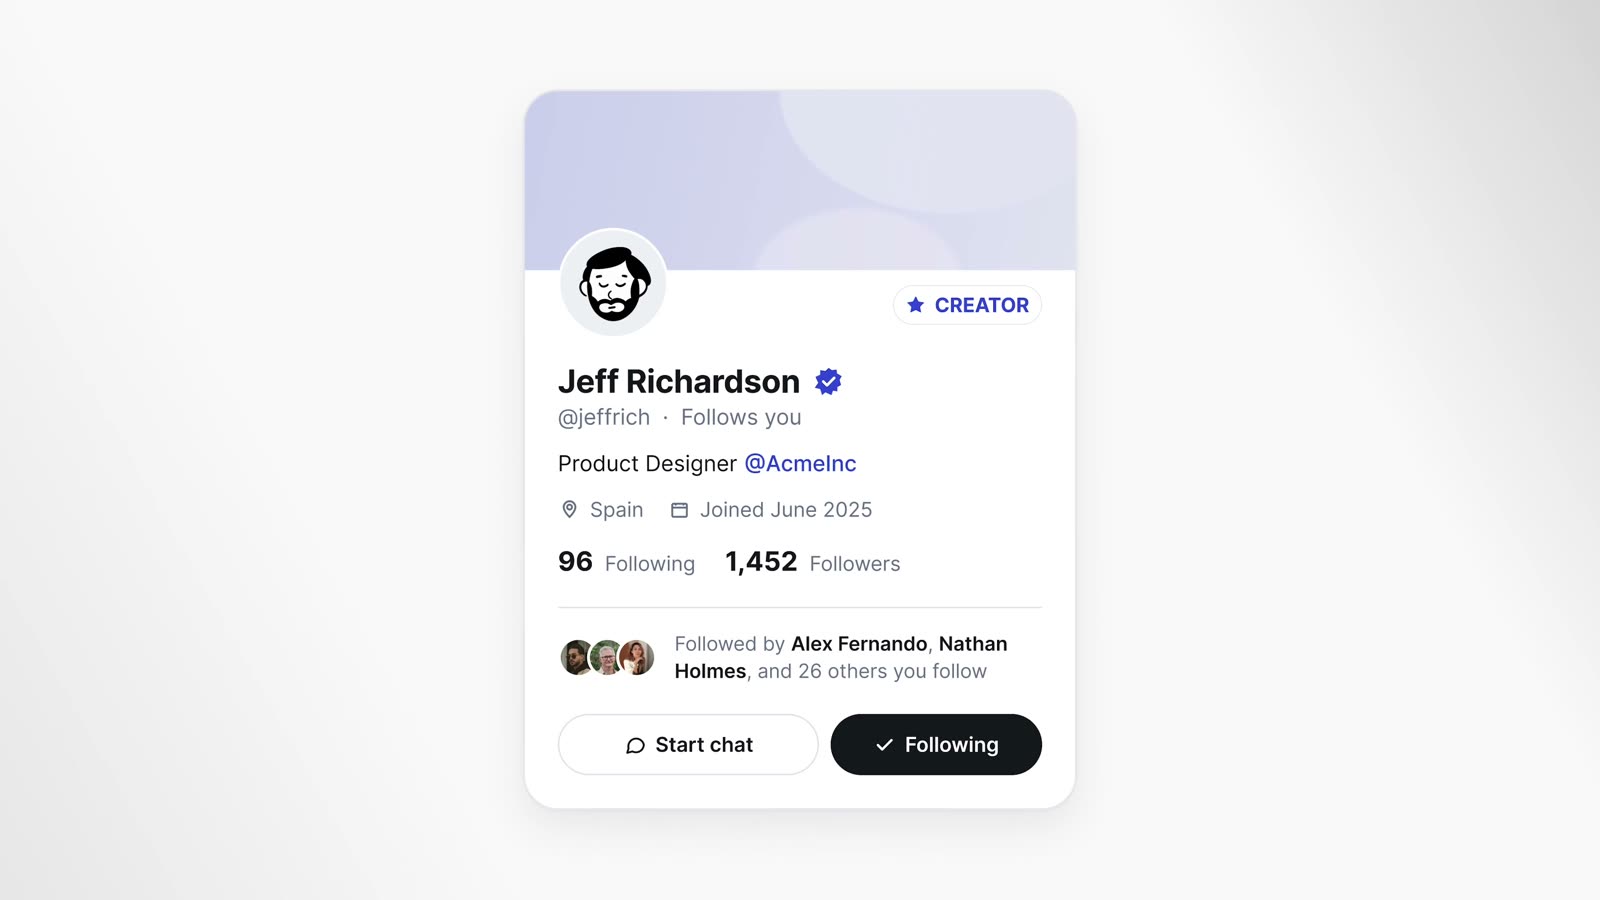 CREATOR
Jeff Richardson
@jeffrich · Follows you
Product Designer @AcmeInc
Spain Joined June 2025
96 Following 1,452 Followers
Followed by Alex Fernando, Nathan
Holmes, and 26 others you follow
Start chat Following